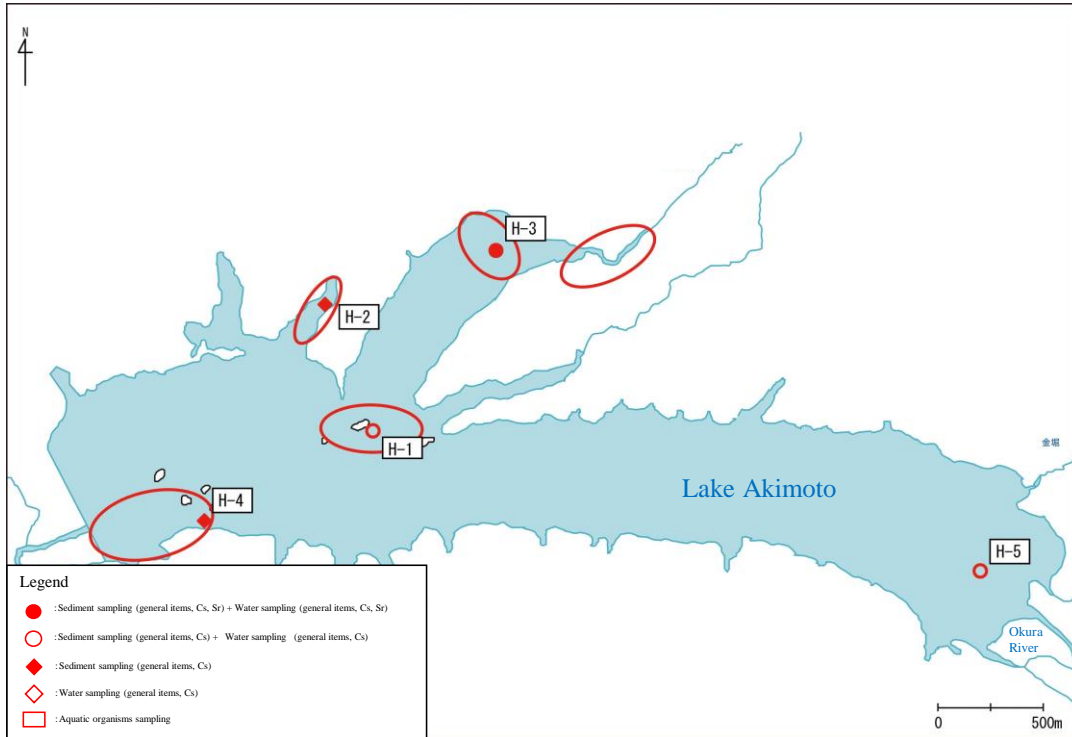 N
H-3
H-2
H-1
金堀
Lake Akimoto
H-4
H-5
Legend
:Sediment sampling (general items, Cs, Sr) + Water sampling (general items, Cs, Sr)
:Sediment sampling (general items, Cs) + Water sampling (general items, Cs)
:Sediment sampling (general items, Cs)
:Water sampling (general items, Cs)
:Aquatic organisms sampling
Okura
River
0 500m